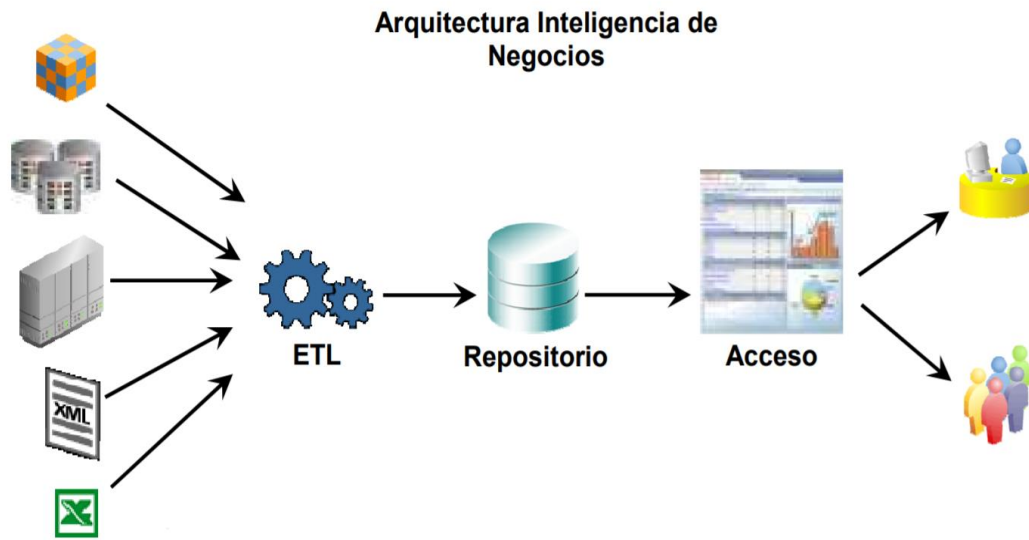 Arquitectura Inteligencia de
Negocios
XML
ETL
Repositorio
Acceso